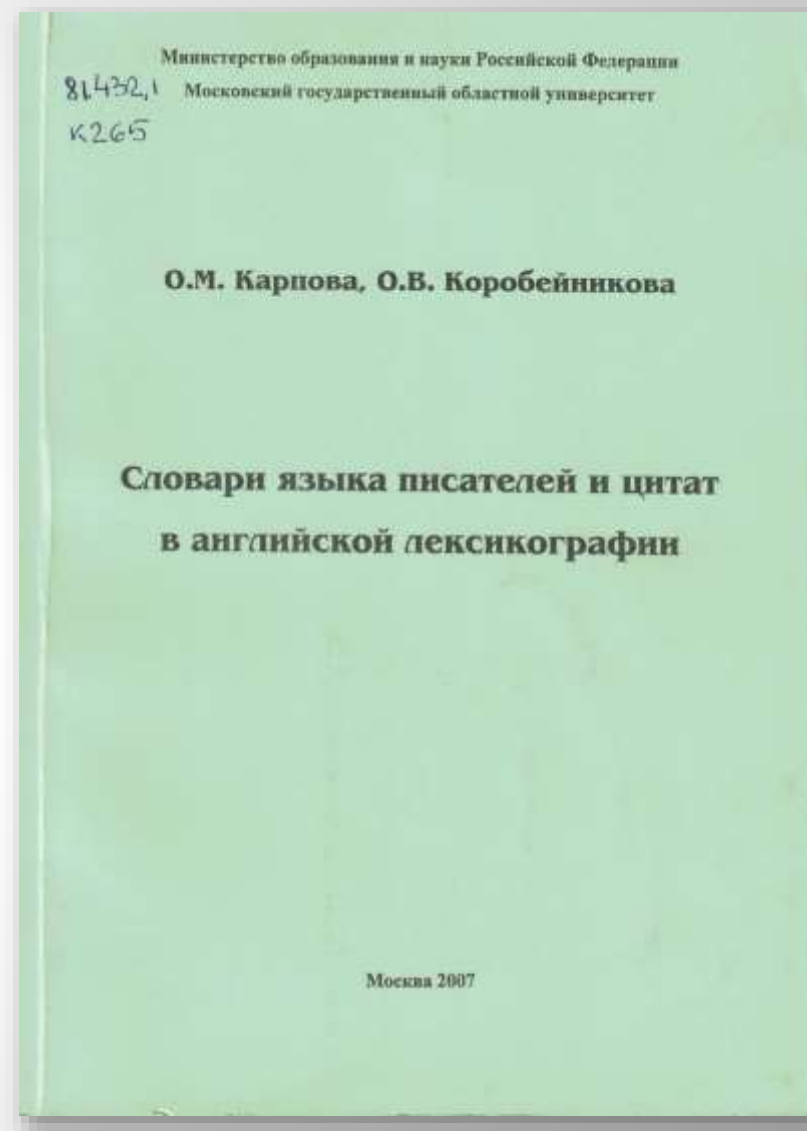 Министерство образования и науки Российской Федерации
81.432,1
Московский государственный областной университет
К265
О.М. Карпова, О.В. Коробейникова
Словари языка писателей и цитат
в английской лексикографии
Москва 2007